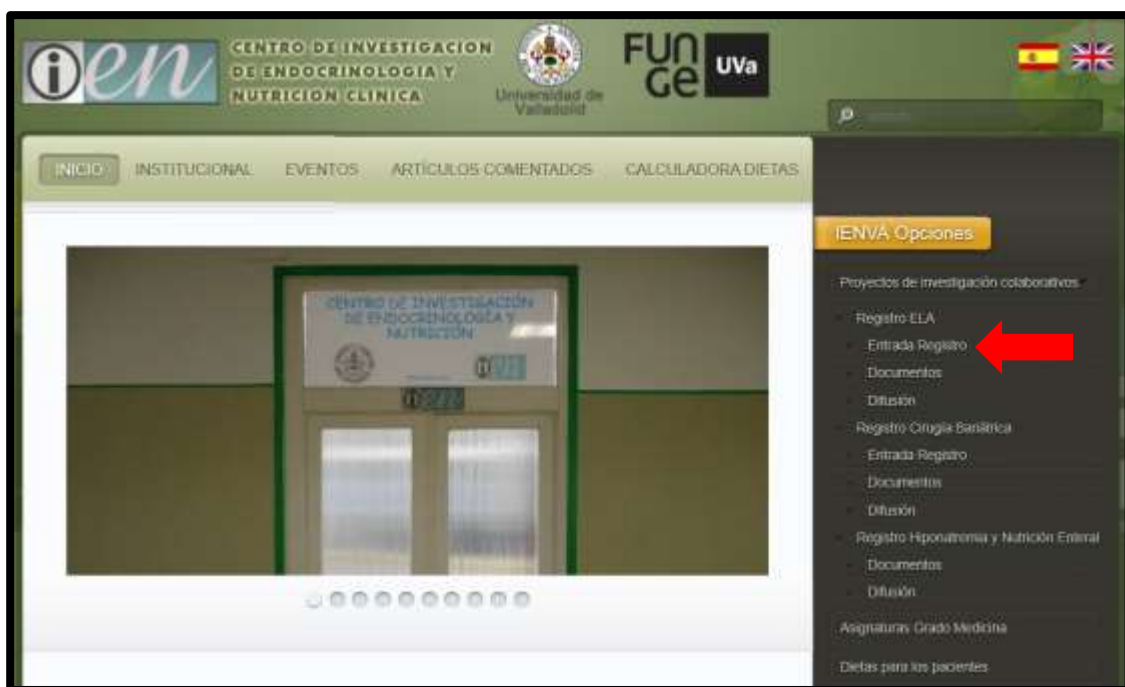 ien
CENTRO DE INVESTIGACION
DE ENDOCRINOLOGIA Y
NUTRICION CLINICA
Universidad de
Valladolid
FUnGe
UVa
INICIO
INSTITUCIONAL
EVENTOS
ARTÍCULOS COMENTADOS
CALCULADORA DIETAS
CENTRO DE INVESTIGACIÓN
DE ENDOCRINOLOGÍA Y
NUTRICIÓN
IENVA Opciones
Proyectos de investigación colaborativos
Registro ELA
Entrada Registro
Documentos
Difusión
Registro Cirugía Bariátrica
Entrada Registro
Documentos
Difusión
Registro Hiponatremia y Nutrición Enteral
Documentos
Difusión
Asignaturas Grado Medicina
Dietas para los pacientes